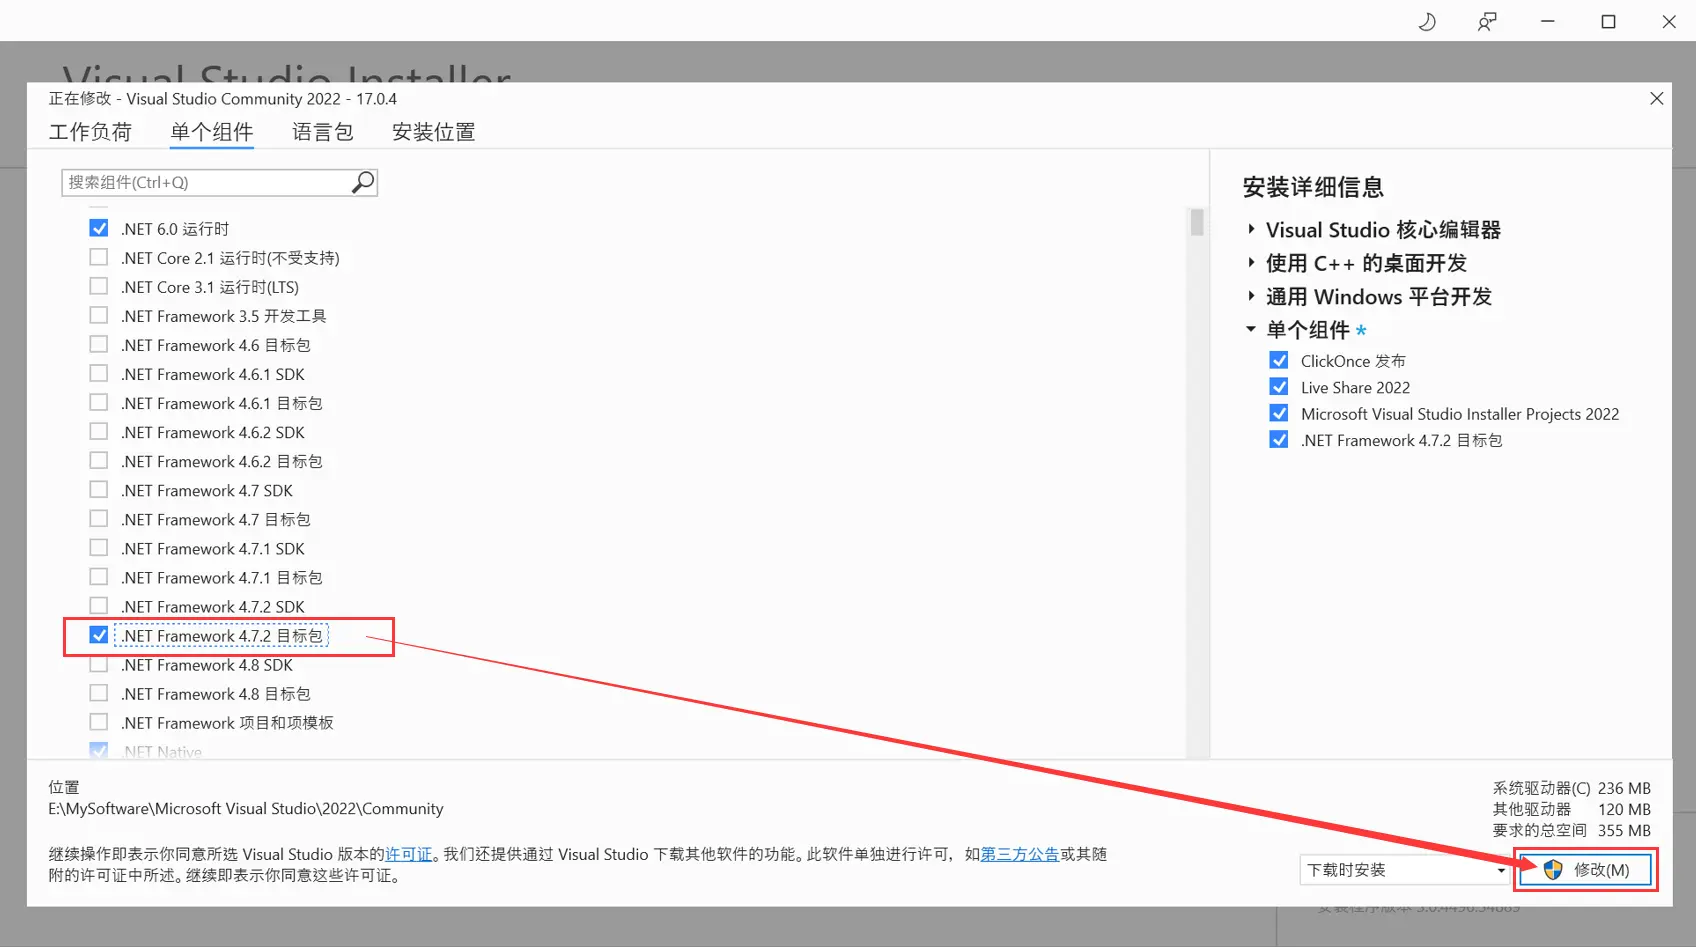 Visual Studio Installer
正在修改 - Visual Studio Community 2022 - 17.0.4
工作负荷 单个组件 语言包 安装位置
搜索组件(Ctrl+Q)
.NET 6.0 运行时
.NET Core 2.1 运行时(不受支持)
.NET Core 3.1 运行时(LTS)
.NET Framework 3.5 开发工具
.NET Framework 4.6 目标包
.NET Framework 4.6.1 SDK
.NET Framework 4.6.1 目标包
.NET Framework 4.6.2 SDK
.NET Framework 4.6.2 目标包
.NET Framework 4.7 SDK
.NET Framework 4.7 目标包
.NET Framework 4.7.1 SDK
.NET Framework 4.7.1 目标包
.NET Framework 4.7.2 SDK
.NET Framework 4.7.2 目标包
.NET Framework 4.8 SDK
.NET Framework 4.8 目标包
.NET Framework 项目和项模板
.NET Native
安装详细信息
Visual Studio 核心编辑器
使用 C++ 的桌面开发
通用 Windows 平台开发
单个组件 *
ClickOnce 发布
Live Share 2022
Microsoft Visual Studio Installer Projects 2022
.NET Framework 4.7.2 目标包
位置
E:\MySoftware\Microsoft Visual Studio\2022\Community
继续操作即表示你同意所选 Visual Studio 版本的许可证。我们还提供通过 Visual Studio 下载其他软件的功能。此软件单独进行许可，如第三方公告或其随
附的许可证中所述。继续即表示你同意这些许可证。
系统驱动器(C) 236 MB
其他驱动器 120 MB
要求的总空间 355 MB
下载时安装
修改(M)